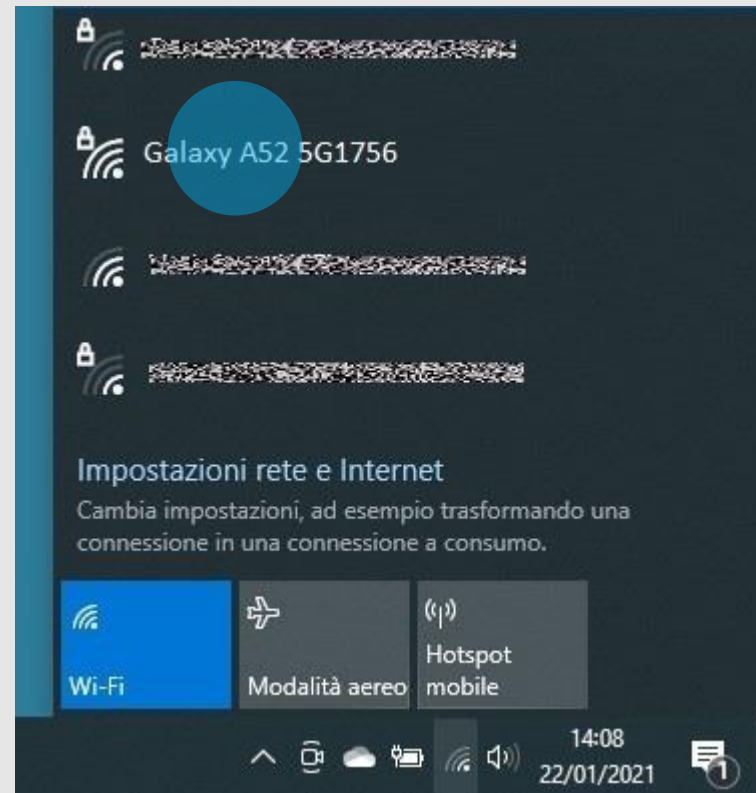 Galaxy A52 5G1756
Impostazioni rete e Internet
Cambia impostazioni, ad esempio trasformando una
connessione in una connessione a consumo.
Wi-Fi
Modalità aereo
Hotspot
mobile
14:08
22/01/2021
1